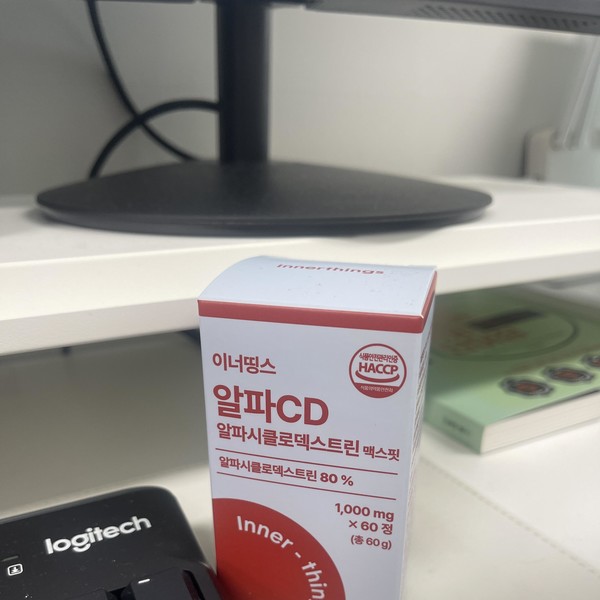 innerthings
이너띵스
식품안전관리인증
HACCP
알파CD
알파시클로덱스트린 맥스핏
알파시클로덱스트린 80 %
1,000 mg
× 60 정
(총 60 g)
Inner - thin
logitech